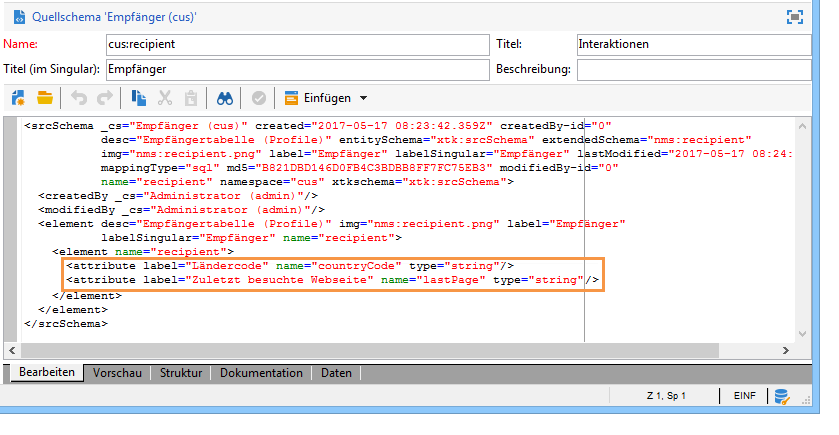 Quellschema 'Empfänger (cus)'
Name: cus:recipient Titel: Interaktionen
Titel (im Singular): Empfänger Beschreibung:
Einfügen
<srcSchema _cs="Empfänger (cus)" created="2017-05-17 08:23:42.359Z" createdBy-id="0"
desc="Empfängertabelle (Profile)" entitySchema="xtk:srcSchema" extendedSchema="nms:recipient"
img="nms:recipient.png" label="Empfänger" labelSingular="Empfänger" lastModified="2017-05-17 08:24:
mappingType="sql" md5="B821DBD146D0FB4C3BDBB8FF7FC75EB3" modifiedBy-id="0"
name="recipient" namespace="cus" xtkschema="xtk:srcSchema">
<createdBy _cs="Administrator (admin)"/>
<modifiedBy _cs="Administrator (admin)"/>
<element desc="Empfängertabelle (Profile)" img="nms:recipient.png" label="Empfänger"
labelSingular="Empfänger" name="recipient">
<element name="recipient">
<attribute label="Ländercode" name="countryCode" type="string"/>
<attribute label="Zuletzt besuchte Webseite" name="lastPage" type="string"/>
</element>
</element>
</srcSchema>
Bearbeiten Vorschau Struktur Dokumentation Daten
Z 1, Sp 1 EINF